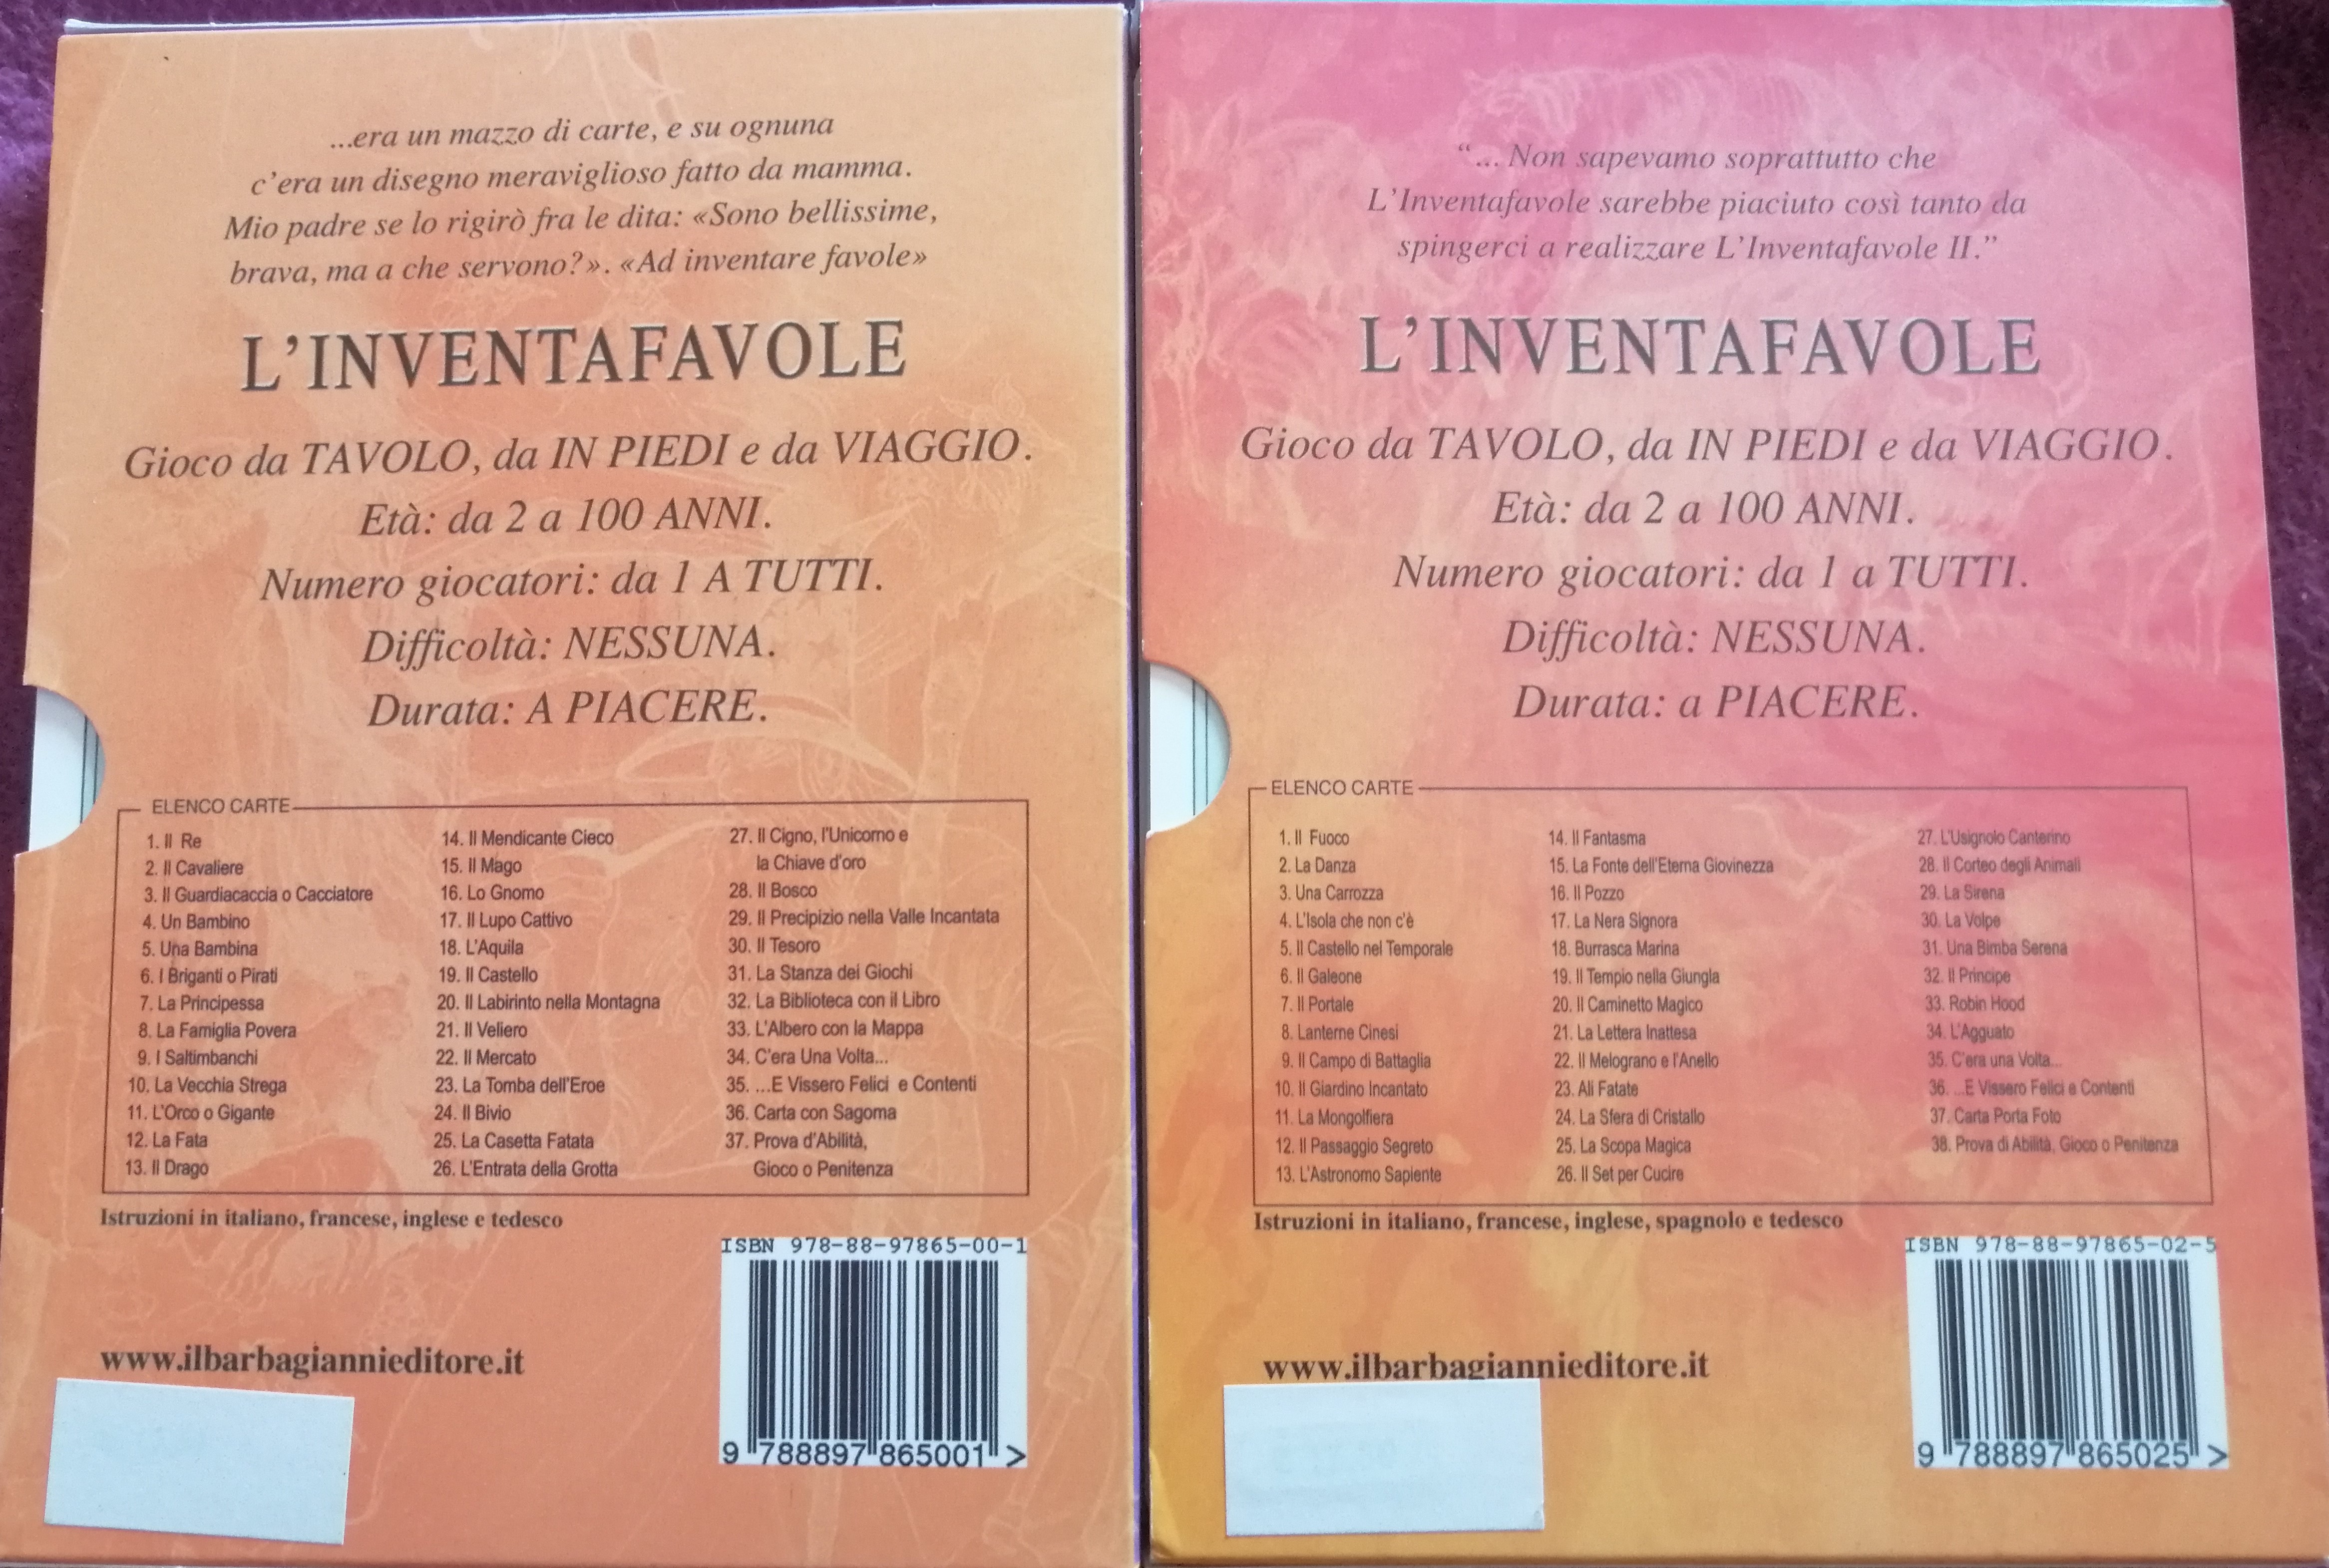 ...era un mazzo di carte, e su ognuna
c'era un disegno meraviglioso fatto da mamma.
Mio padre se lo rigirò fra le dita: «Sono bellissime,
brava, ma a che servono?». «Ad inventare favole»
L'INVENTAFAVOLE
Gioco da TAVOLO, da IN PIEDI e da VIAGGIO.
Età: da 2 a 100 ANNI.
Numero giocatori: da 1 A TUTTI.
Difficoltà: NESSUNA.
Durata: A PIACERE.
ELENCO CARTE
1. Il Re
2. Il Cavaliere
3. Il Guardiacaccia o Cacciatore
4. Un Bambino
5. Una Bambina
6. I Briganti o Pirati
7. La Principessa
8. La Famiglia Povera
9. I Saltimbanchi
10. La Vecchia Strega
11. L'Orco o Gigante
12. La Fata
13. Il Drago
14. Il Mendicante Cieco
15. Il Mago
16. Lo Gnomo
17. Il Lupo Cattivo
18. L'Aquila
19. Il Castello
20. Il Labirinto nella Montagna
21. Il Veliero
22. Il Mercato
23. La Tomba dell'Eroe
24. Il Bivio
25. La Casetta Fatata
26. L'Entrata della Grotta
27. Il Cigno, l'Unicorno e
la Chiave d'oro
28. Il Bosco
29. Il Precipizio nella Valle Incantata
30. Il Tesoro
31. La Stanza dei Giochi
32. La Biblioteca con il Libro
33. L'Albero con la Mappa
34. C'era Una Volta...
35. ...E Vissero Felici e Contenti
36. Carta con Sagoma
37. Prova d'Abilità,
Gioco o Penitenza
Istruzioni in italiano, francese, inglese e tedesco
ISBN 978-88-97865-00-1
www.ilbarbagiannieditore.it
9 788897 865001 >
"... Non sapevamo soprattutto che
L'Inventafavole sarebbe piaciuto così tanto da
spingerci a realizzare L'Inventafavole II."
L'INVENTAFAVOLE
Gioco da TAVOLO, da IN PIEDI e da VIAGGIO.
Età: da 2 a 100 ANNI.
Numero giocatori: da 1 a TUTTI.
Difficoltà: NESSUNA.
Durata: a PIACERE.
ELENCO CARTE
1. Il Fuoco
2. La Danza
3. Una Carrozza
4. L'Isola che non c'è
5. Il Castello nel Temporale
6. Il Galeone
7. Il Portale
8. Lanterne Cinesi
9. Il Campo di Battaglia
10. Il Giardino Incantato
11. La Mongolfiera
12. Il Passaggio Segreto
13. L'Astronomo Sapiente
14. Il Fantasma
15. La Fonte dell'Eterna Giovinezza
16. Il Pozzo
17. La Nera Signora
18. Burrasca Marina
19. Il Tempio nella Giungla
20. Il Caminetto Magico
21. La Lettera Inattesa
22. Il Melograno e l'Anello
23. Ali Fatate
24. La Sfera di Cristallo
25. La Scopa Magica
26. Il Set per Cucire
27. L'Usignolo Canterino
28. Il Corteo degli Animali
29. La Sirena
30. La Volpe
31. Una Bimba Serena
32. Il Principe
33. Robin Hood
34. L'Agguato
35. C'era una Volta...
36. ...E Vissero Felici e Contenti
37. Carta Porta Foto
38. Prova di Abilità, Gioco o Penitenza
Istruzioni in italiano, francese, inglese, spagnolo e tedesco
ISBN 978-88-97865-02-5
www.ilbarbagiannieditore.it
9 788897 865025 >